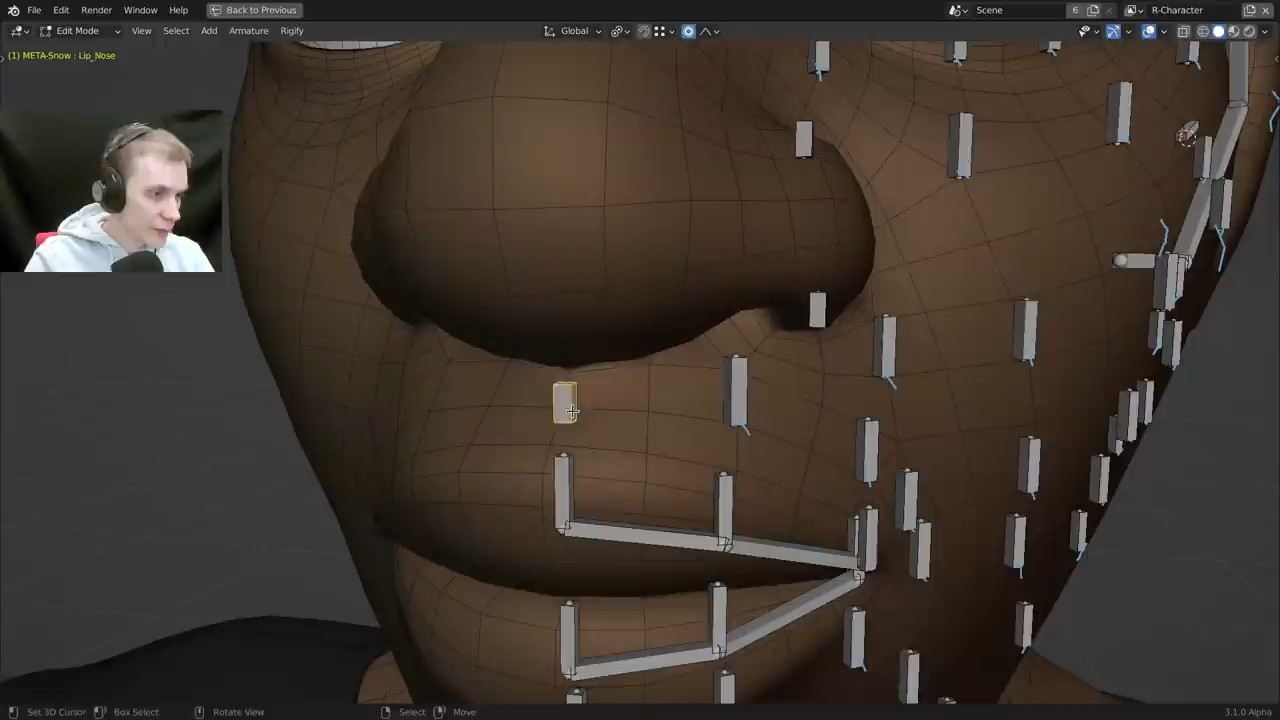 File Edit Render Window Help Back to Previous Scene 6 R-Character
Edit Mode View Select Add Armature Rigify Global
(1) META-Snow : Lip_Nose
Set 3D Cursor Box Select Rotate View Select Move 3.1.0 Alpha